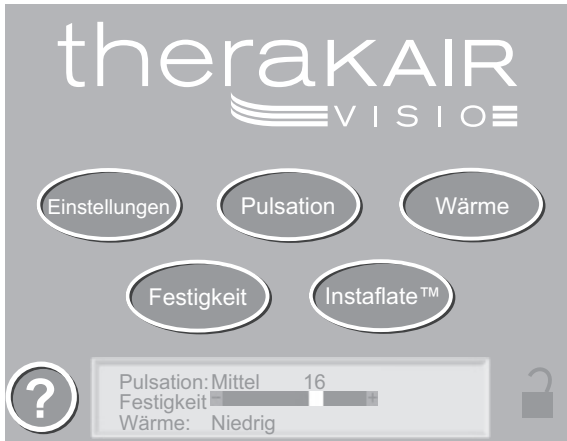 therakair
VISIO
Einstellungen
Pulsation
Wärme
Festigkeit
Instaflate™
?
Pulsation: Mittel 16
Festigkeit - +
Wärme: Niedrig